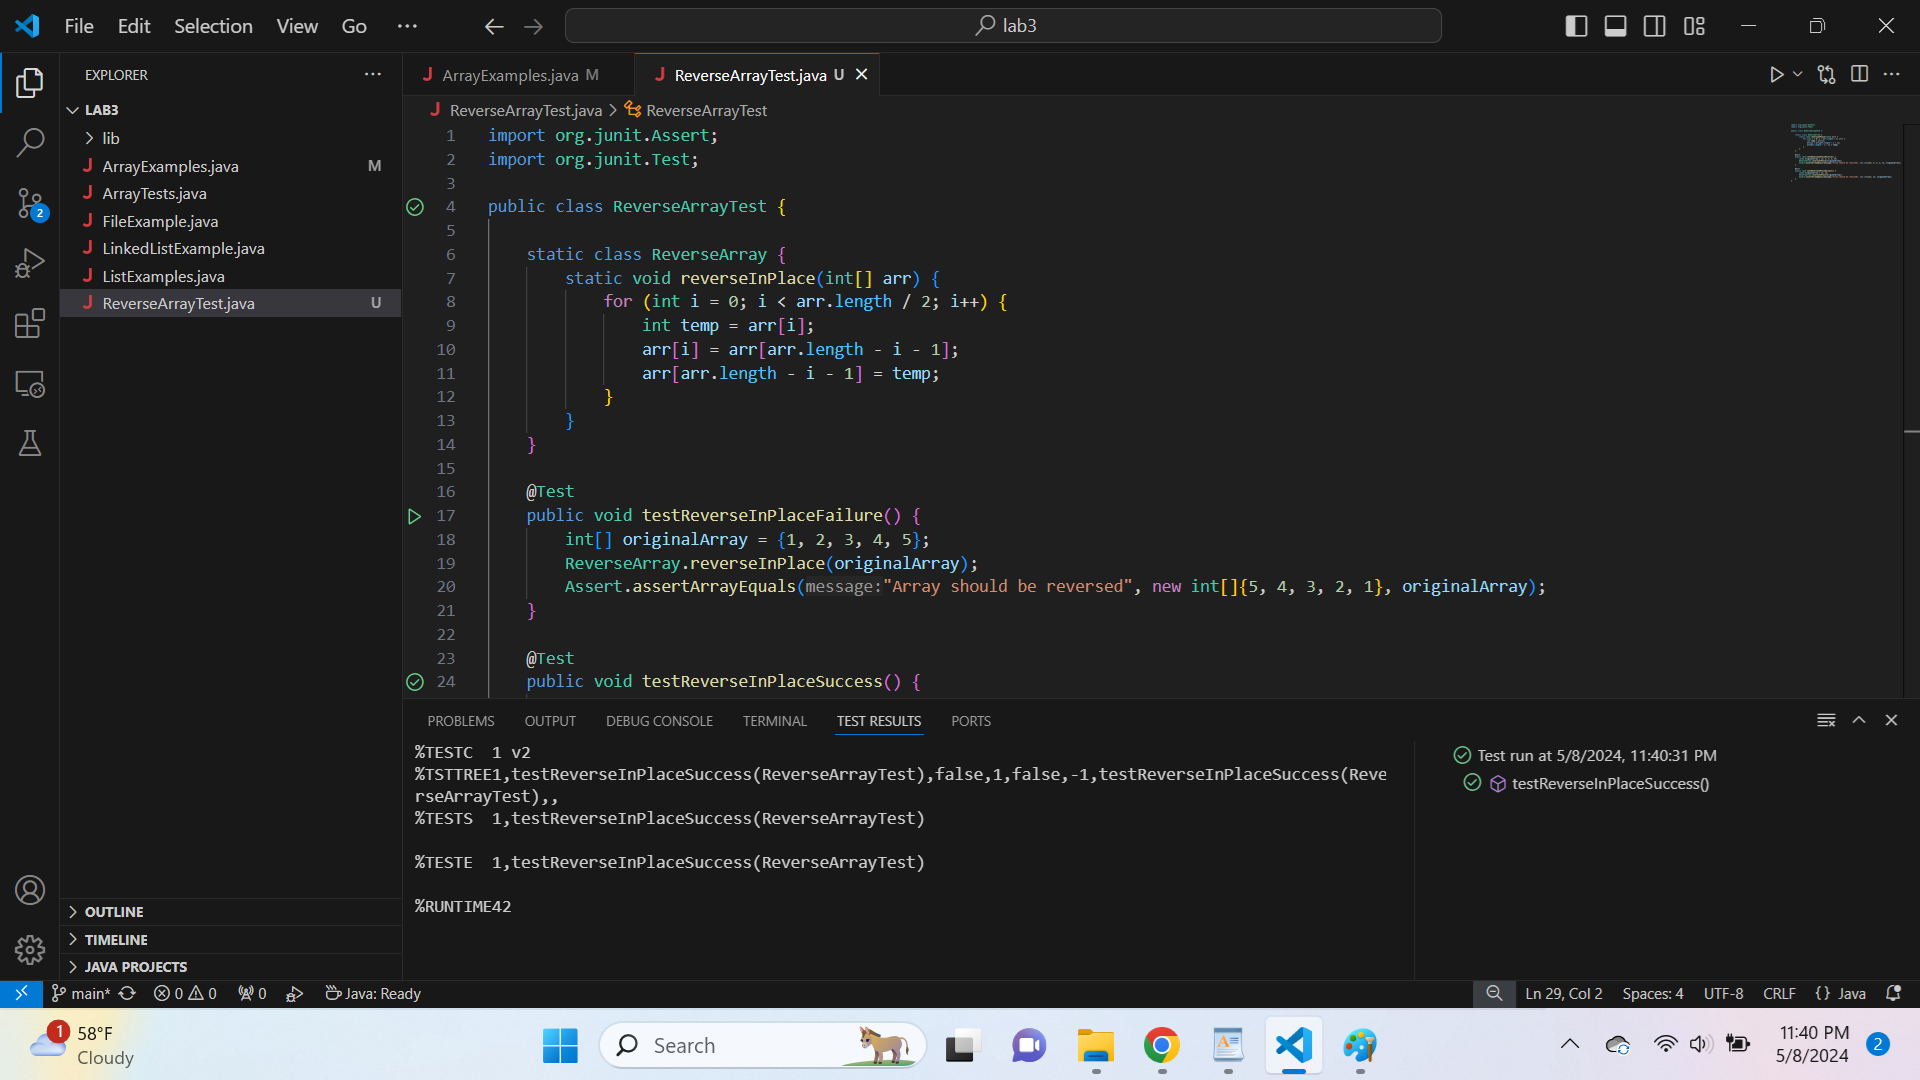 File Edit Selection View Go ··· lab3
EXPLORER
LAB3
lib
ArrayExamples.java M
ArrayTests.java
FileExample.java
LinkedListExample.java
ListExamples.java
ReverseArrayTest.java U
OUTLINE
TIMELINE
JAVA PROJECTS
ArrayExamples.java M ReverseArrayTest.java U
ReverseArrayTest.java > ReverseArrayTest
1 import org.junit.Assert;
2 import org.junit.Test;
3
4 public class ReverseArrayTest {
5
6 static class ReverseArray {
7 static void reverseInPlace(int[] arr) {
8 for (int i = 0; i < arr.length / 2; i++) {
9 int temp = arr[i];
10 arr[i] = arr[arr.length - i - 1];
11 arr[arr.length - i - 1] = temp;
12 }
13 }
14 }
15
16 @Test
17 public void testReverseInPlaceFailure() {
18 int[] originalArray = {1, 2, 3, 4, 5};
19 ReverseArray.reverseInPlace(originalArray);
20 Assert.assertArrayEquals(message:"Array should be reversed", new int[]{5, 4, 3, 2, 1}, originalArray);
21 }
22
23 @Test
24 public void testReverseInPlaceSuccess() {
PROBLEMS OUTPUT DEBUG CONSOLE TERMINAL TEST RESULTS PORTS
%TESTC 1 v2
%TSTTREE1,testReverseInPlaceSuccess(ReverseArrayTest),false,1,false,-1,testReverseInPlaceSuccess(Reve
rseArrayTest),,
%TESTS 1,testReverseInPlaceSuccess(ReverseArrayTest)
%TESTE 1,testReverseInPlaceSuccess(ReverseArrayTest)
%RUNTIME42
Test run at 5/8/2024, 11:40:31 PM
testReverseInPlaceSuccess()
2
main* 0 0 0 Java: Ready Ln 29, Col 2 Spaces: 4 UTF-8 CRLF {} Java
1 58°F
Cloudy
Search
11:40 PM
5/8/2024
2